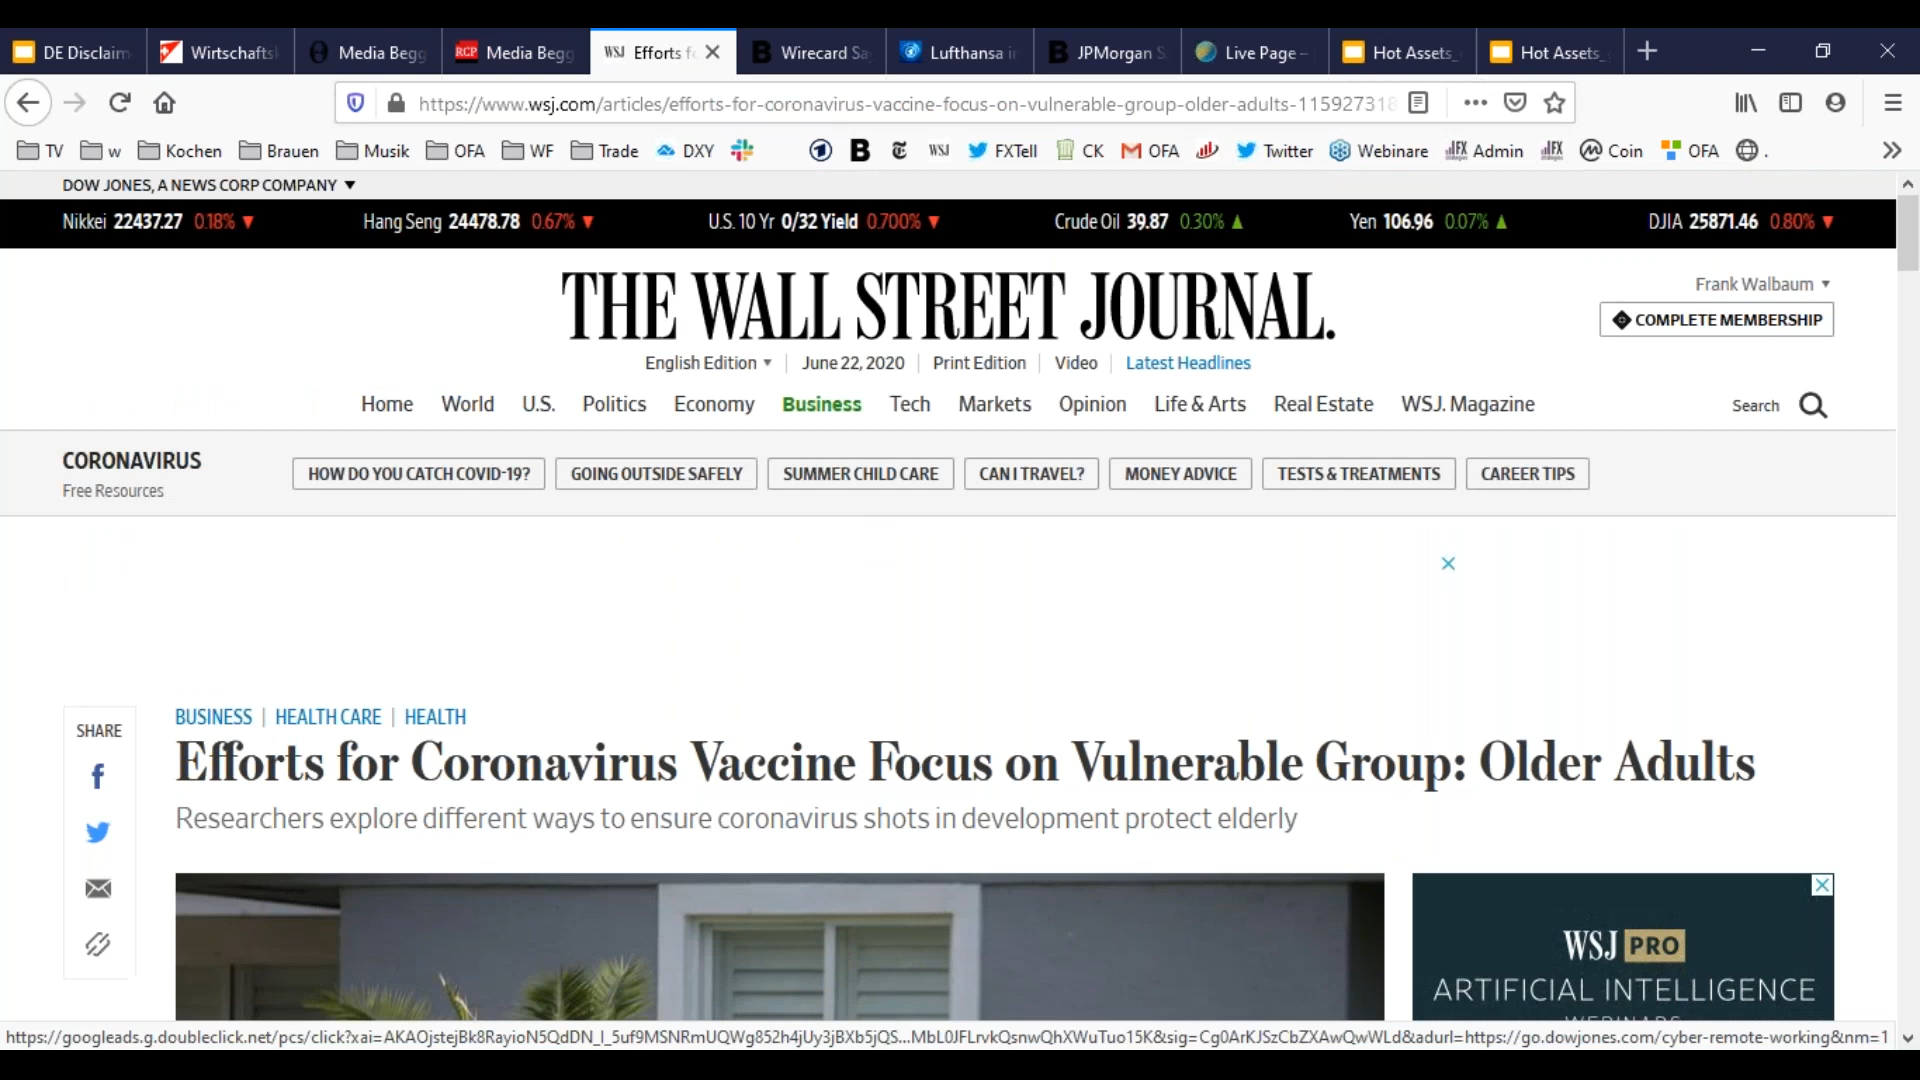 DE Disclaim Wirtschafts Media Begg RCP Media Begg WSJ Efforts f Wirecard Sa Lufthansa i JPMorgan S Live Page – Hot Assets_ Hot Assets_
https://www.wsj.com/articles/efforts-for-coronavirus-vaccine-focus-on-vulnerable-group-older-adults-115927318
TV w Kochen Brauen Musik OFA WF Trade DXY B WSJ FXTell CK OFA Twitter Webinare Admin Coin OFA .
DOW JONES, A NEWS CORP COMPANY ▼
Nikkei 22437.27 0.18% ▼ Hang Seng 24478.78 0.67% ▼ U.S. 10 Yr 0/32 Yield 0.700% ▼ Crude Oil 39.87 0.30% ▲ Yen 106.96 0.07% ▲ DJIA 25871.46 0.80% ▼
THE WALL STREET JOURNAL.
Frank Walbaum
COMPLETE MEMBERSHIP
English Edition June 22, 2020 Print Edition Video Latest Headlines
Home World U.S. Politics Economy Business Tech Markets Opinion Life & Arts Real Estate WSJ. Magazine Search
CORONAVIRUS
Free Resources
HOW DO YOU CATCH COVID-19? GOING OUTSIDE SAFELY SUMMER CHILD CARE CAN I TRAVEL? MONEY ADVICE TESTS & TREATMENTS CAREER TIPS
BUSINESS | HEALTH CARE | HEALTH
SHARE
Efforts for Coronavirus Vaccine Focus on Vulnerable Group: Older Adults
Researchers explore different ways to ensure coronavirus shots in development protect elderly
WSJ PRO
ARTIFICIAL INTELLIGENCE
WEBINARS